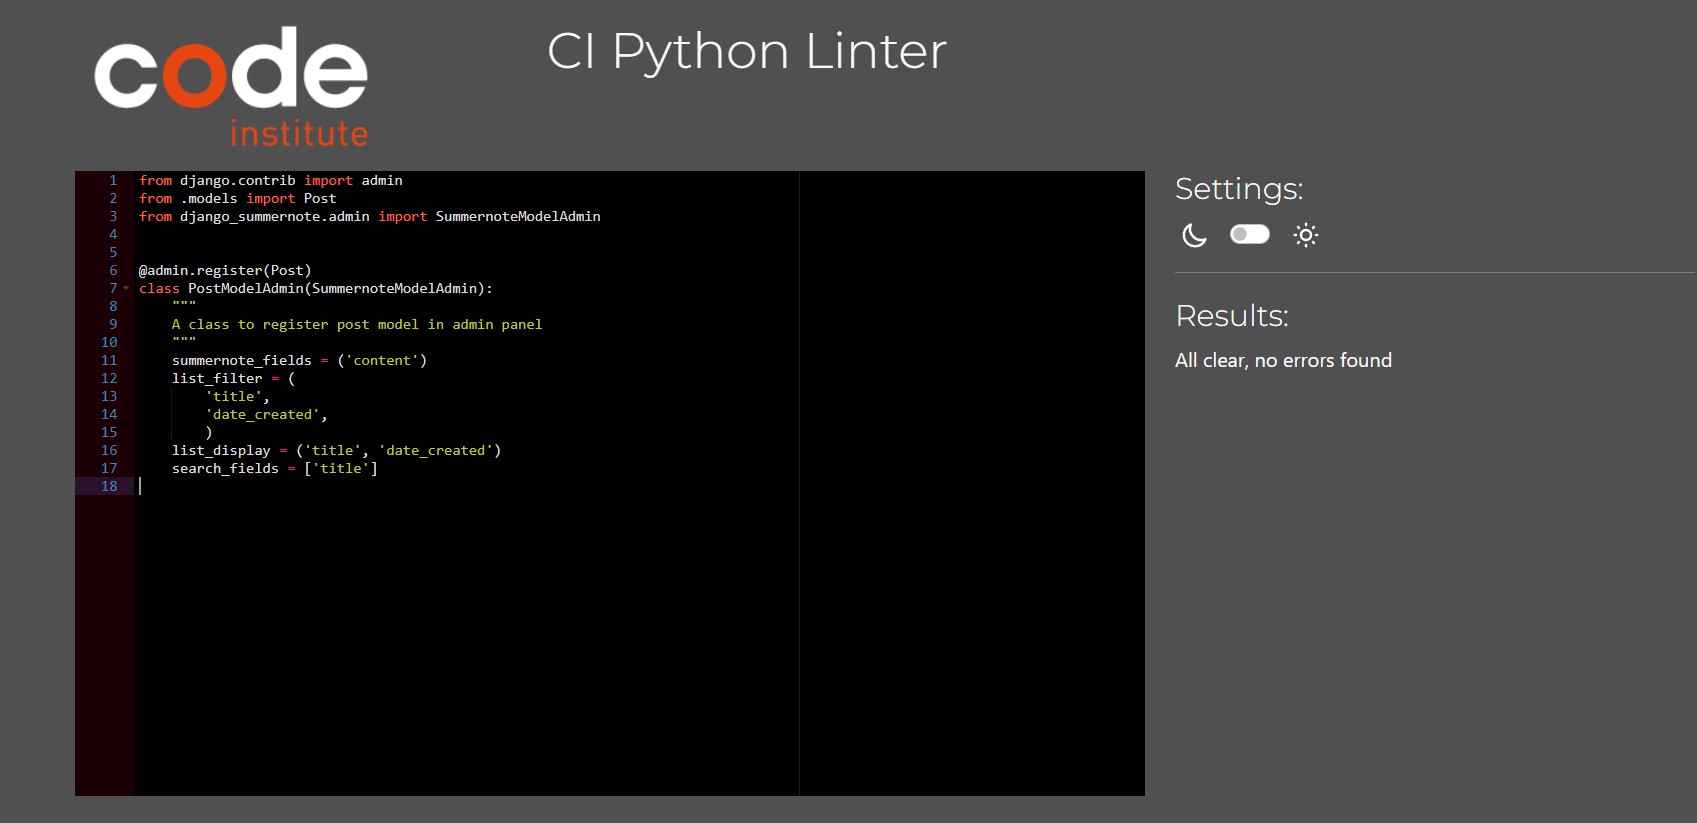 code
institute
CI Python Linter
1 from django.contrib import admin
2 from .models import Post
3 from django_summernote.admin import SummernoteModelAdmin
4
5
6 @admin.register(Post)
7 class PostModelAdmin(SummernoteModelAdmin):
8     """
9     A class to register post model in admin panel
10     """
11     summernote_fields = ('content')
12     list_filter = (
13         'title',
14         'date_created',
15         )
16     list_display = ('title', 'date_created')
17     search_fields = ['title']
18
Settings:
Results:
All clear, no errors found